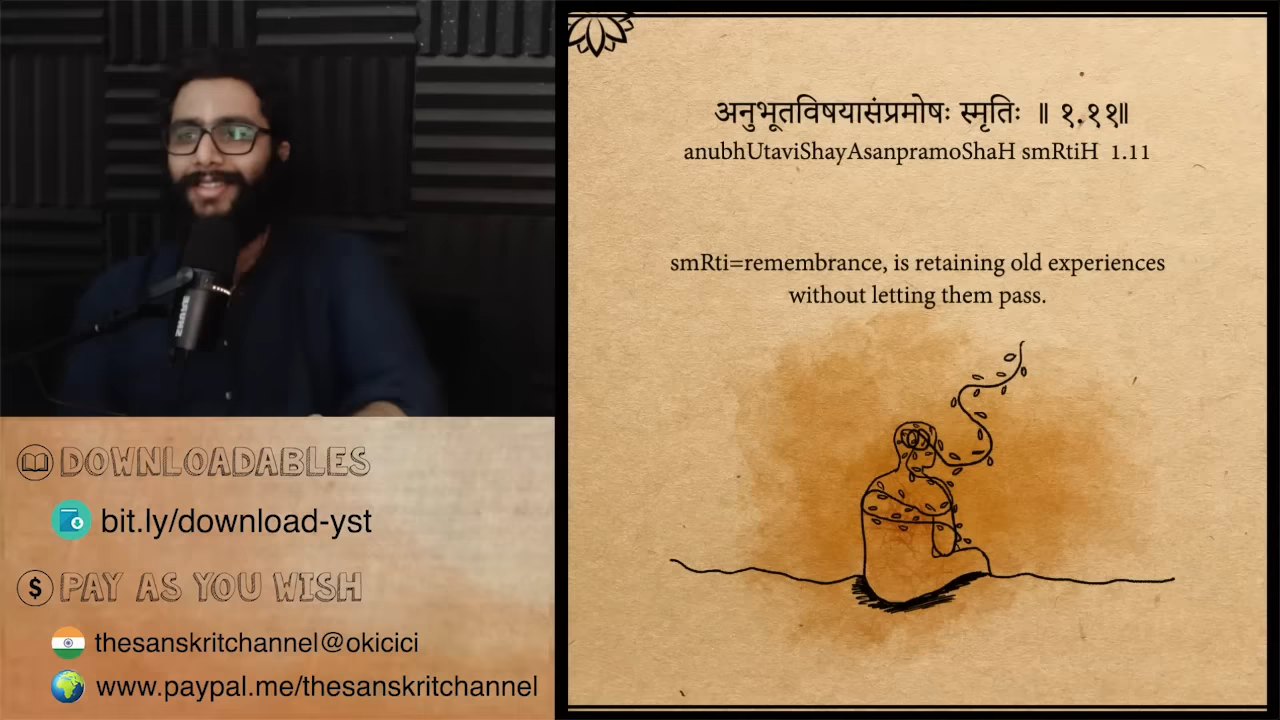 अनुभूतविषयासंप्रमोषः स्मृतिः ॥ १.११॥
anubhUtaviShayAsanpramoShaH smRtiH 1.11
smRti=remembrance, is retaining old experiences
without letting them pass.
DOWNLOADABLES
bit.ly/download-yst
$ PAY AS YOU WISH
thesanskritchannel@okicici
www.paypal.me/thesanskritchannel